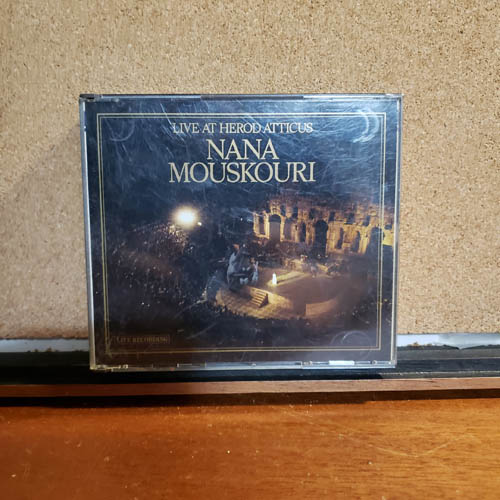 LIVE AT HEROD ATTICUS
NANA
MOUSKOURI
LIVE RECORDING